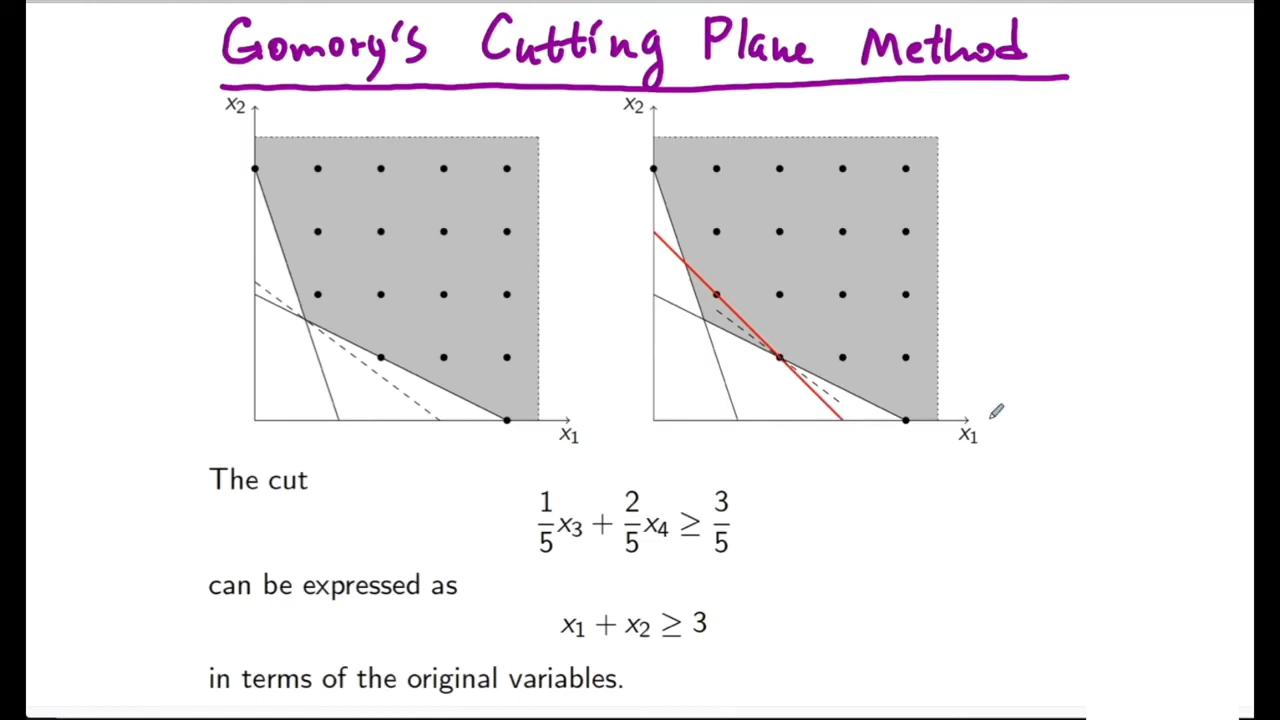 Gomory's Cutting Plane Method
x₂ x₂
x₁ x₁
The cut
1/5 x₃ + 2/5 x₄ ≥ 3/5
can be expressed as
x₁ + x₂ ≥ 3
in terms of the original variables.